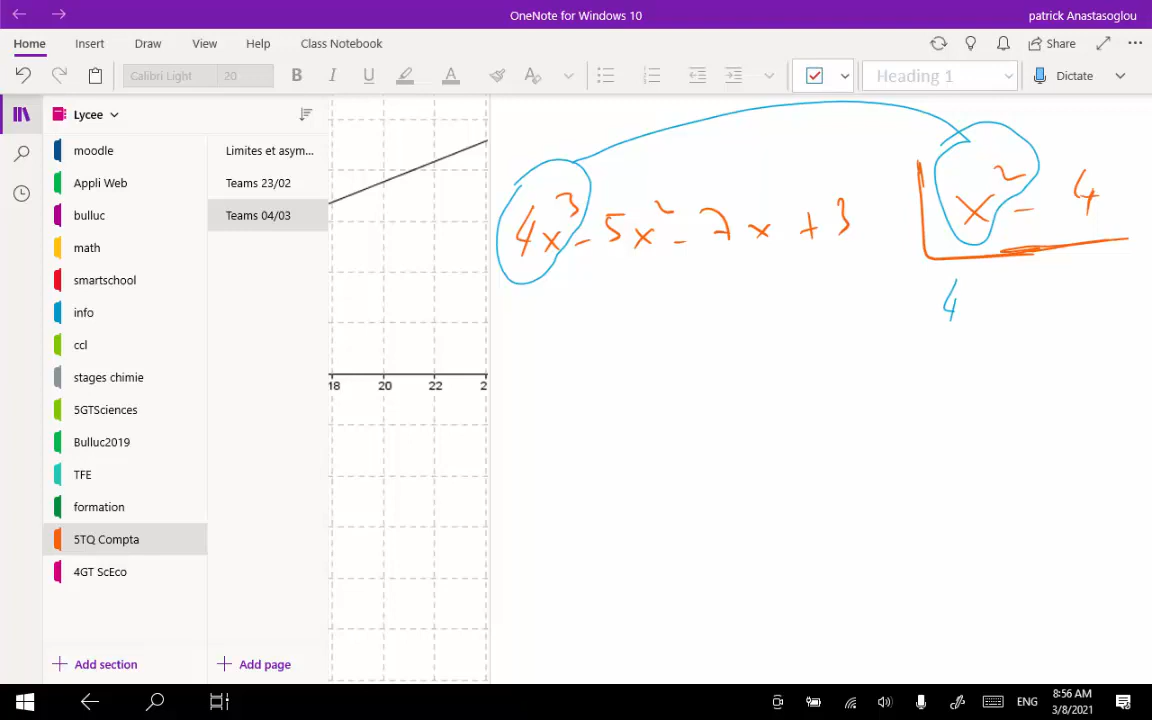 OneNote for Windows 10
patrick Anastasoglou
Home Insert Draw View Help Class Notebook
Share
Calibri Light 20
B I U A
Heading 1
Dictate
Lycee
moodle
Appli Web
bulluc
math
smartschool
info
ccl
stages chimie
5GTSciences
Bulluc2019
TFE
formation
5TQ Compta
4GT ScEco
Add section
Limites et asym...
Teams 23/02
Teams 04/03
Add page
18 20 22 2
4x³ - 5x² - 7x + 3
x² - 4
4
ENG
8:56 AM
3/8/2021